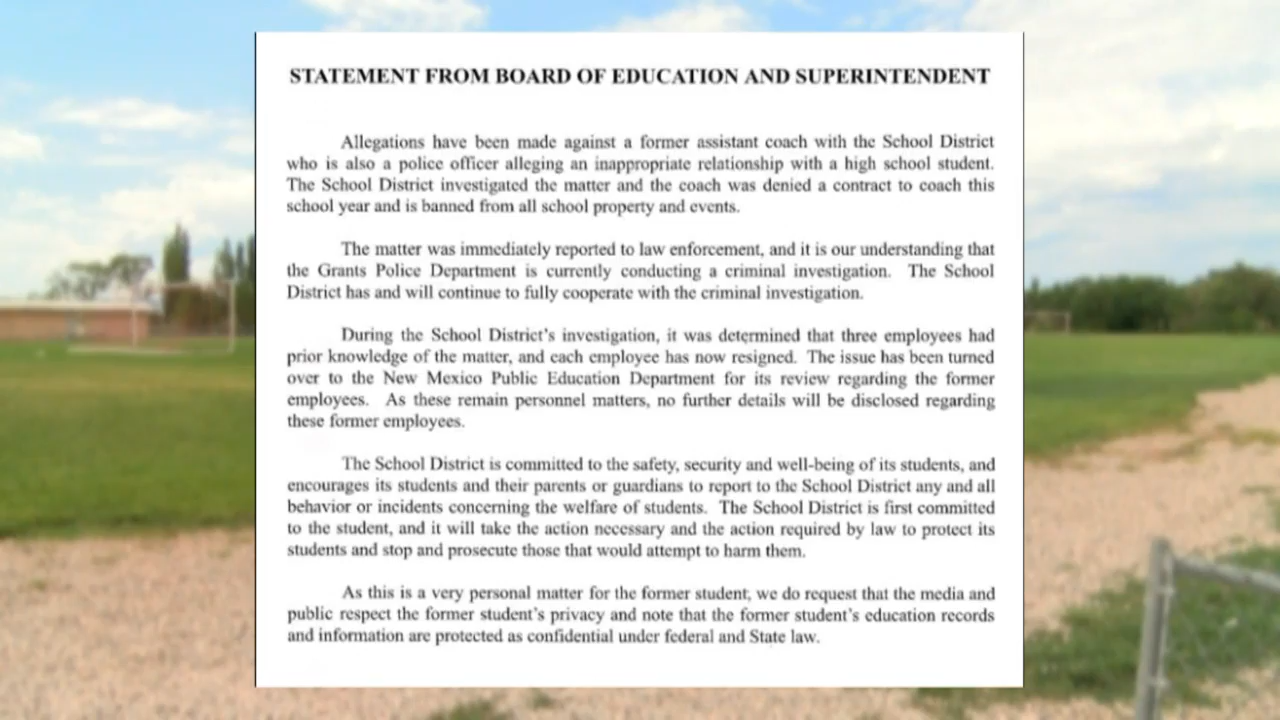 STATEMENT FROM BOARD OF EDUCATION AND SUPERINTENDENT
Allegations have been made against a former assistant coach with the School District
who is also a police officer alleging an inappropriate relationship with a high school student.
The School District investigated the matter and the coach was denied a contract to coach this
school year and is banned from all school property and events.
The matter was immediately reported to law enforcement, and it is our understanding that
the Grants Police Department is currently conducting a criminal investigation. The School
District has and will continue to fully cooperate with the criminal investigation.
During the School District's investigation, it was determined that three employees had
prior knowledge of the matter, and each employee has now resigned. The issue has been turned
over to the New Mexico Public Education Department for its review regarding the former
employees. As these remain personnel matters, no further details will be disclosed regarding
these former employees.
The School District is committed to the safety, security and well-being of its students, and
encourages its students and their parents or guardians to report to the School District any and all
behavior or incidents concerning the welfare of students. The School District is first committed
to the student, and it will take the action necessary and the action required by law to protect its
students and stop and prosecute those that would attempt to harm them.
As this is a very personal matter for the former student, we do request that the media and
public respect the former student's privacy and note that the former student's education records
and information are protected as confidential under federal and State law.